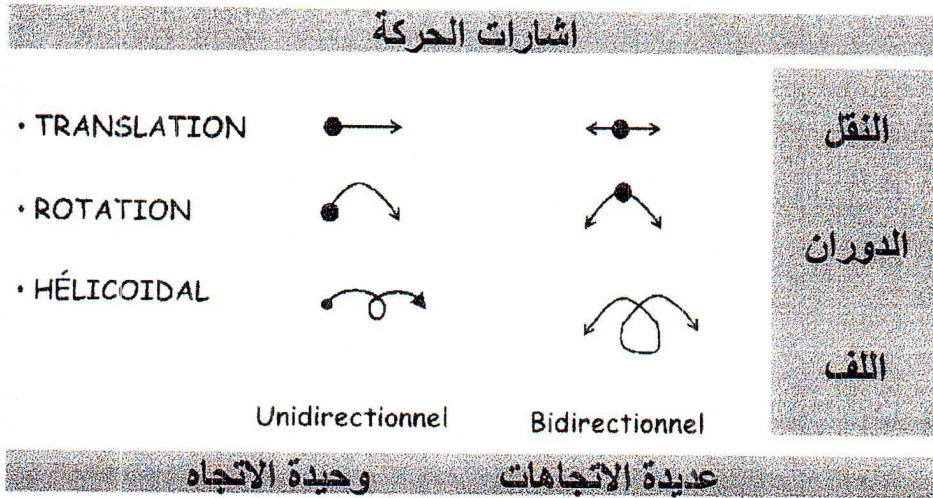 اشارات الحركة
• TRANSLATION
النقل
• ROTATION
الدوران
• HÉLICOIDAL
اللف
Unidirectionnel
Bidirectionnel
وحيدة الاتجاه
عديدة الاتجاهات